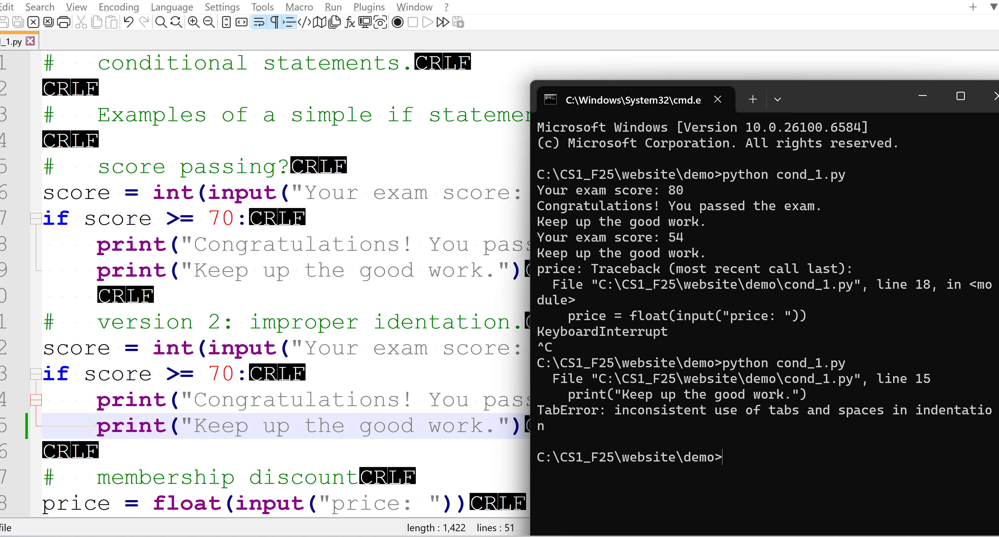 Edit Search View Encoding Language Settings Tools Macro Run Plugins Window ?
_1.py
1 # conditional statements.CRLF
2 CRLF
3 # Examples of a simple if
4 CRLF
5 # score passing?CRLF
6 score = int(input("Your exam score:
7 if score >= 70:CRLF
8 print("Congratulations! You
9 print("Keep up the good work.")
0 CRLF
1 # version 2: improper identation.
2 score = int(input("Your exam score:
3 if score >= 70:CRLF
4 print("Congratulations! You
5 print("Keep up the good work.")
6 CRLF
7 # membership discountCRLF
8 price = float(input("price: "))CRLF
file length : 1,422 lines : 51
C:\Windows\System32\cmd.e
Microsoft Windows [Version 10.0.26100.6584]
(c) Microsoft Corporation. All rights reserved.
C:\CS1_F25\website\demo>python cond_1.py
Your exam score: 80
Congratulations! You passed the exam.
Keep up the good work.
Your exam score: 54
Keep up the good work.
price: Traceback (most recent call last):
File "C:\CS1_F25\website\demo\cond_1.py", line 18, in <mo
dule>
price = float(input("price: "))
KeyboardInterrupt
^C
C:\CS1_F25\website\demo>python cond_1.py
File "C:\CS1_F25\website\demo\cond_1.py", line 15
print("Keep up the good work.")
TabError: inconsistent use of tabs and spaces in indentatio
n
C:\CS1_F25\website\demo>